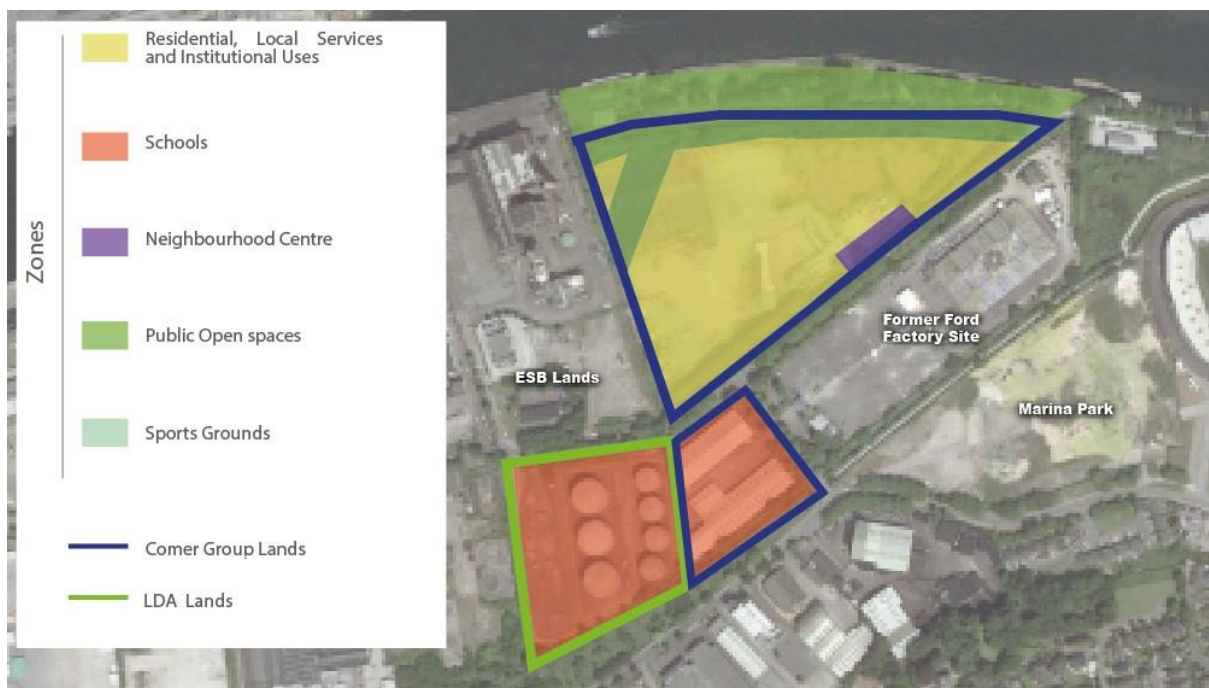 Residential, Local Services
and Institutional Uses
Schools
Zones
Neighbourhood Centre
Public Open spaces
Sports Grounds
Comer Group Lands
LDA Lands
ESB Lands
Former Ford
Factory Site
Marina Park